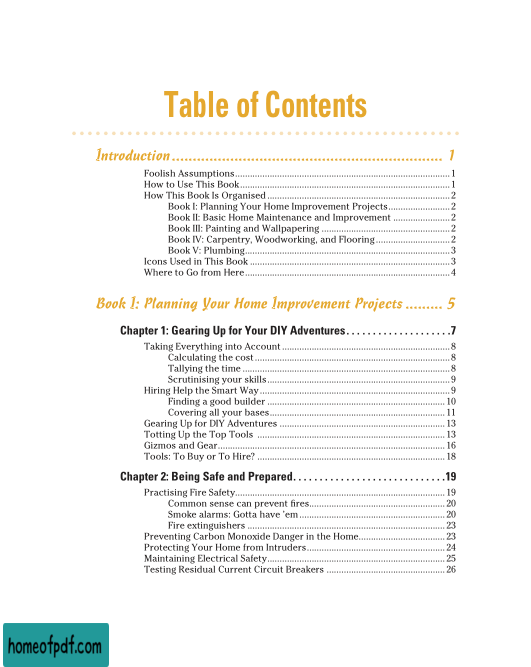 Table of Contents
Introduction................................................................. 1
Foolish Assumptions............................................................................1
How to Use This Book..........................................................................1
How This Book Is Organised................................................................2
Book I: Planning Your Home Improvement Projects......................2
Book II: Basic Home Maintenance and Improvement ....................2
Book III: Painting and Wallpapering ..............................................2
Book IV: Carpentry, Woodworking, and Flooring...........................2
Book V: Plumbing.........................................................................3
Icons Used in This Book ......................................................................3
Where to Go from Here........................................................................4
Book I: Planning Your Home Improvement Projects ......... 5
Chapter 1: Gearing Up for Your DIY Adventures. . . . . . . . . . . . . . . . . . . .7
Taking Everything into Account ...........................................................8
Calculating the cost......................................................................8
Tallying the time ..........................................................................8
Scrutinising your skills.................................................................9
Hiring Help the Smart Way...................................................................9
Finding a good builder ...............................................................10
Covering all your bases..............................................................11
Gearing Up for DIY Adventures ..........................................................13
Totting Up the Top Tools ..................................................................13
Gizmos and Gear................................................................................16
Tools: To Buy or To Hire? ..................................................................18
Chapter 2: Being Safe and Prepared. . . . . . . . . . . . . . . . . . . . . . . . . . . . .19
Practising Fire Safety..........................................................................19
Common sense can prevent fires................................................20
Smoke alarms: Gotta have ’em....................................................20
Fire extinguishers ......................................................................23
Preventing Carbon Monoxide Danger in the Home...............................23
Protecting Your Home from Intruders.................................................24
Maintaining Electrical Safety...............................................................25
Testing Residual Current Circuit Breakers ..........................................26
homeofpdf.com